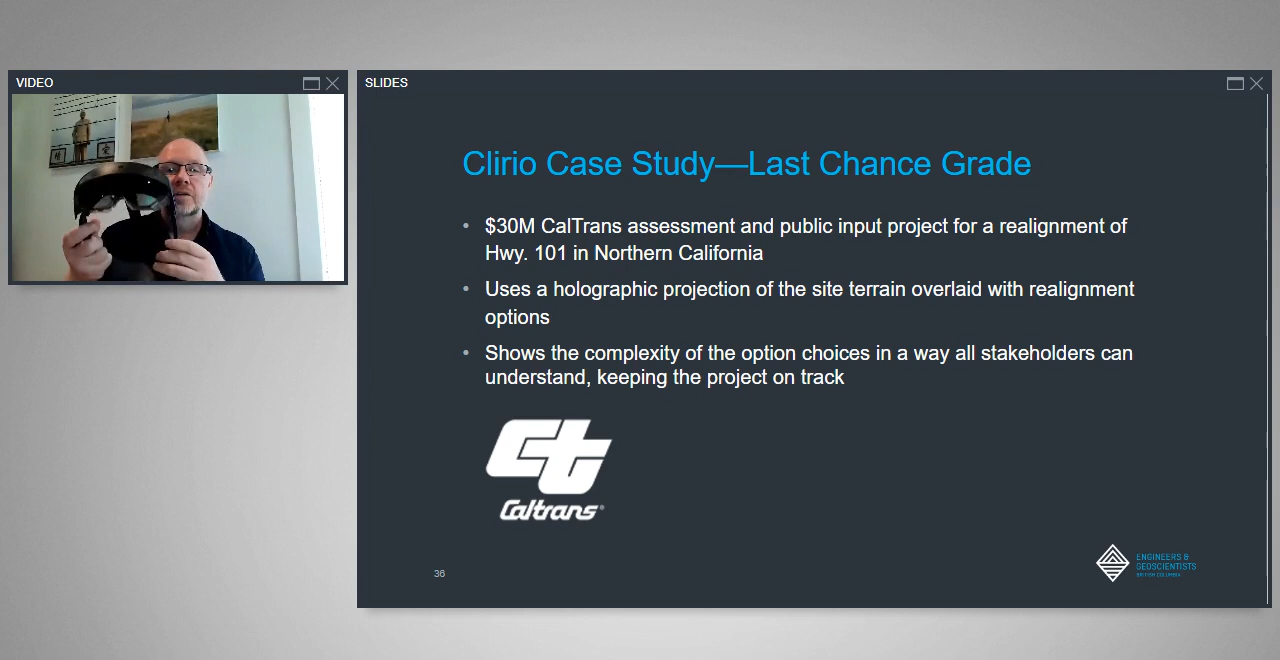 VIDEO
SLIDES
Clirio Case Study—Last Chance Grade
• $30M CalTrans assessment and public input project for a realignment of
Hwy. 101 in Northern California
• Uses a holographic projection of the site terrain overlaid with realignment
options
• Shows the complexity of the option choices in a way all stakeholders can
understand, keeping the project on track
Ct
Caltrans®
36
ENGINEERS &
GEOSCIENTISTS
BRITISH COLUMBIA